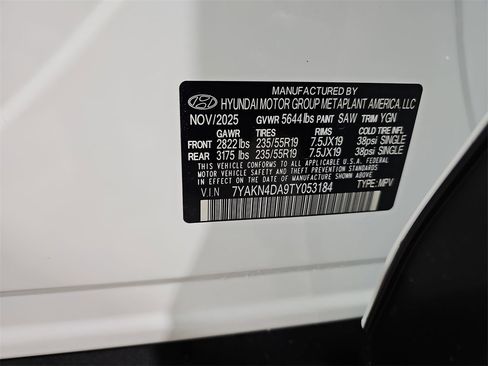 MANUFACTURED BY
HYUNDAI MOTOR GROUP METAPLANT AMERICA, LLC
NOV/2025 GVWR 5644 lbs PAINT SAW TRIM YGN
GAWR TIRES RIMS COLD TIRE INFL
FRONT 2822 lbs 235/55R19 7.5JX19 38psi SINGLE
REAR 3175 lbs 235/55R19 7.5JX19 38psi SINGLE
THIS VEHICLE CONFORMS TO ALL APPLICABLE U.S.A. FEDERAL
MOTOR VEHICLE SAFETY AND THEFT PREVENTION STANDARDS
IN EFFECT ON THE DATE OF MANUFACTURE SHOWN ABOVE.
V.I.N 7YAKN4DA9TY053184 TYPE:MPV